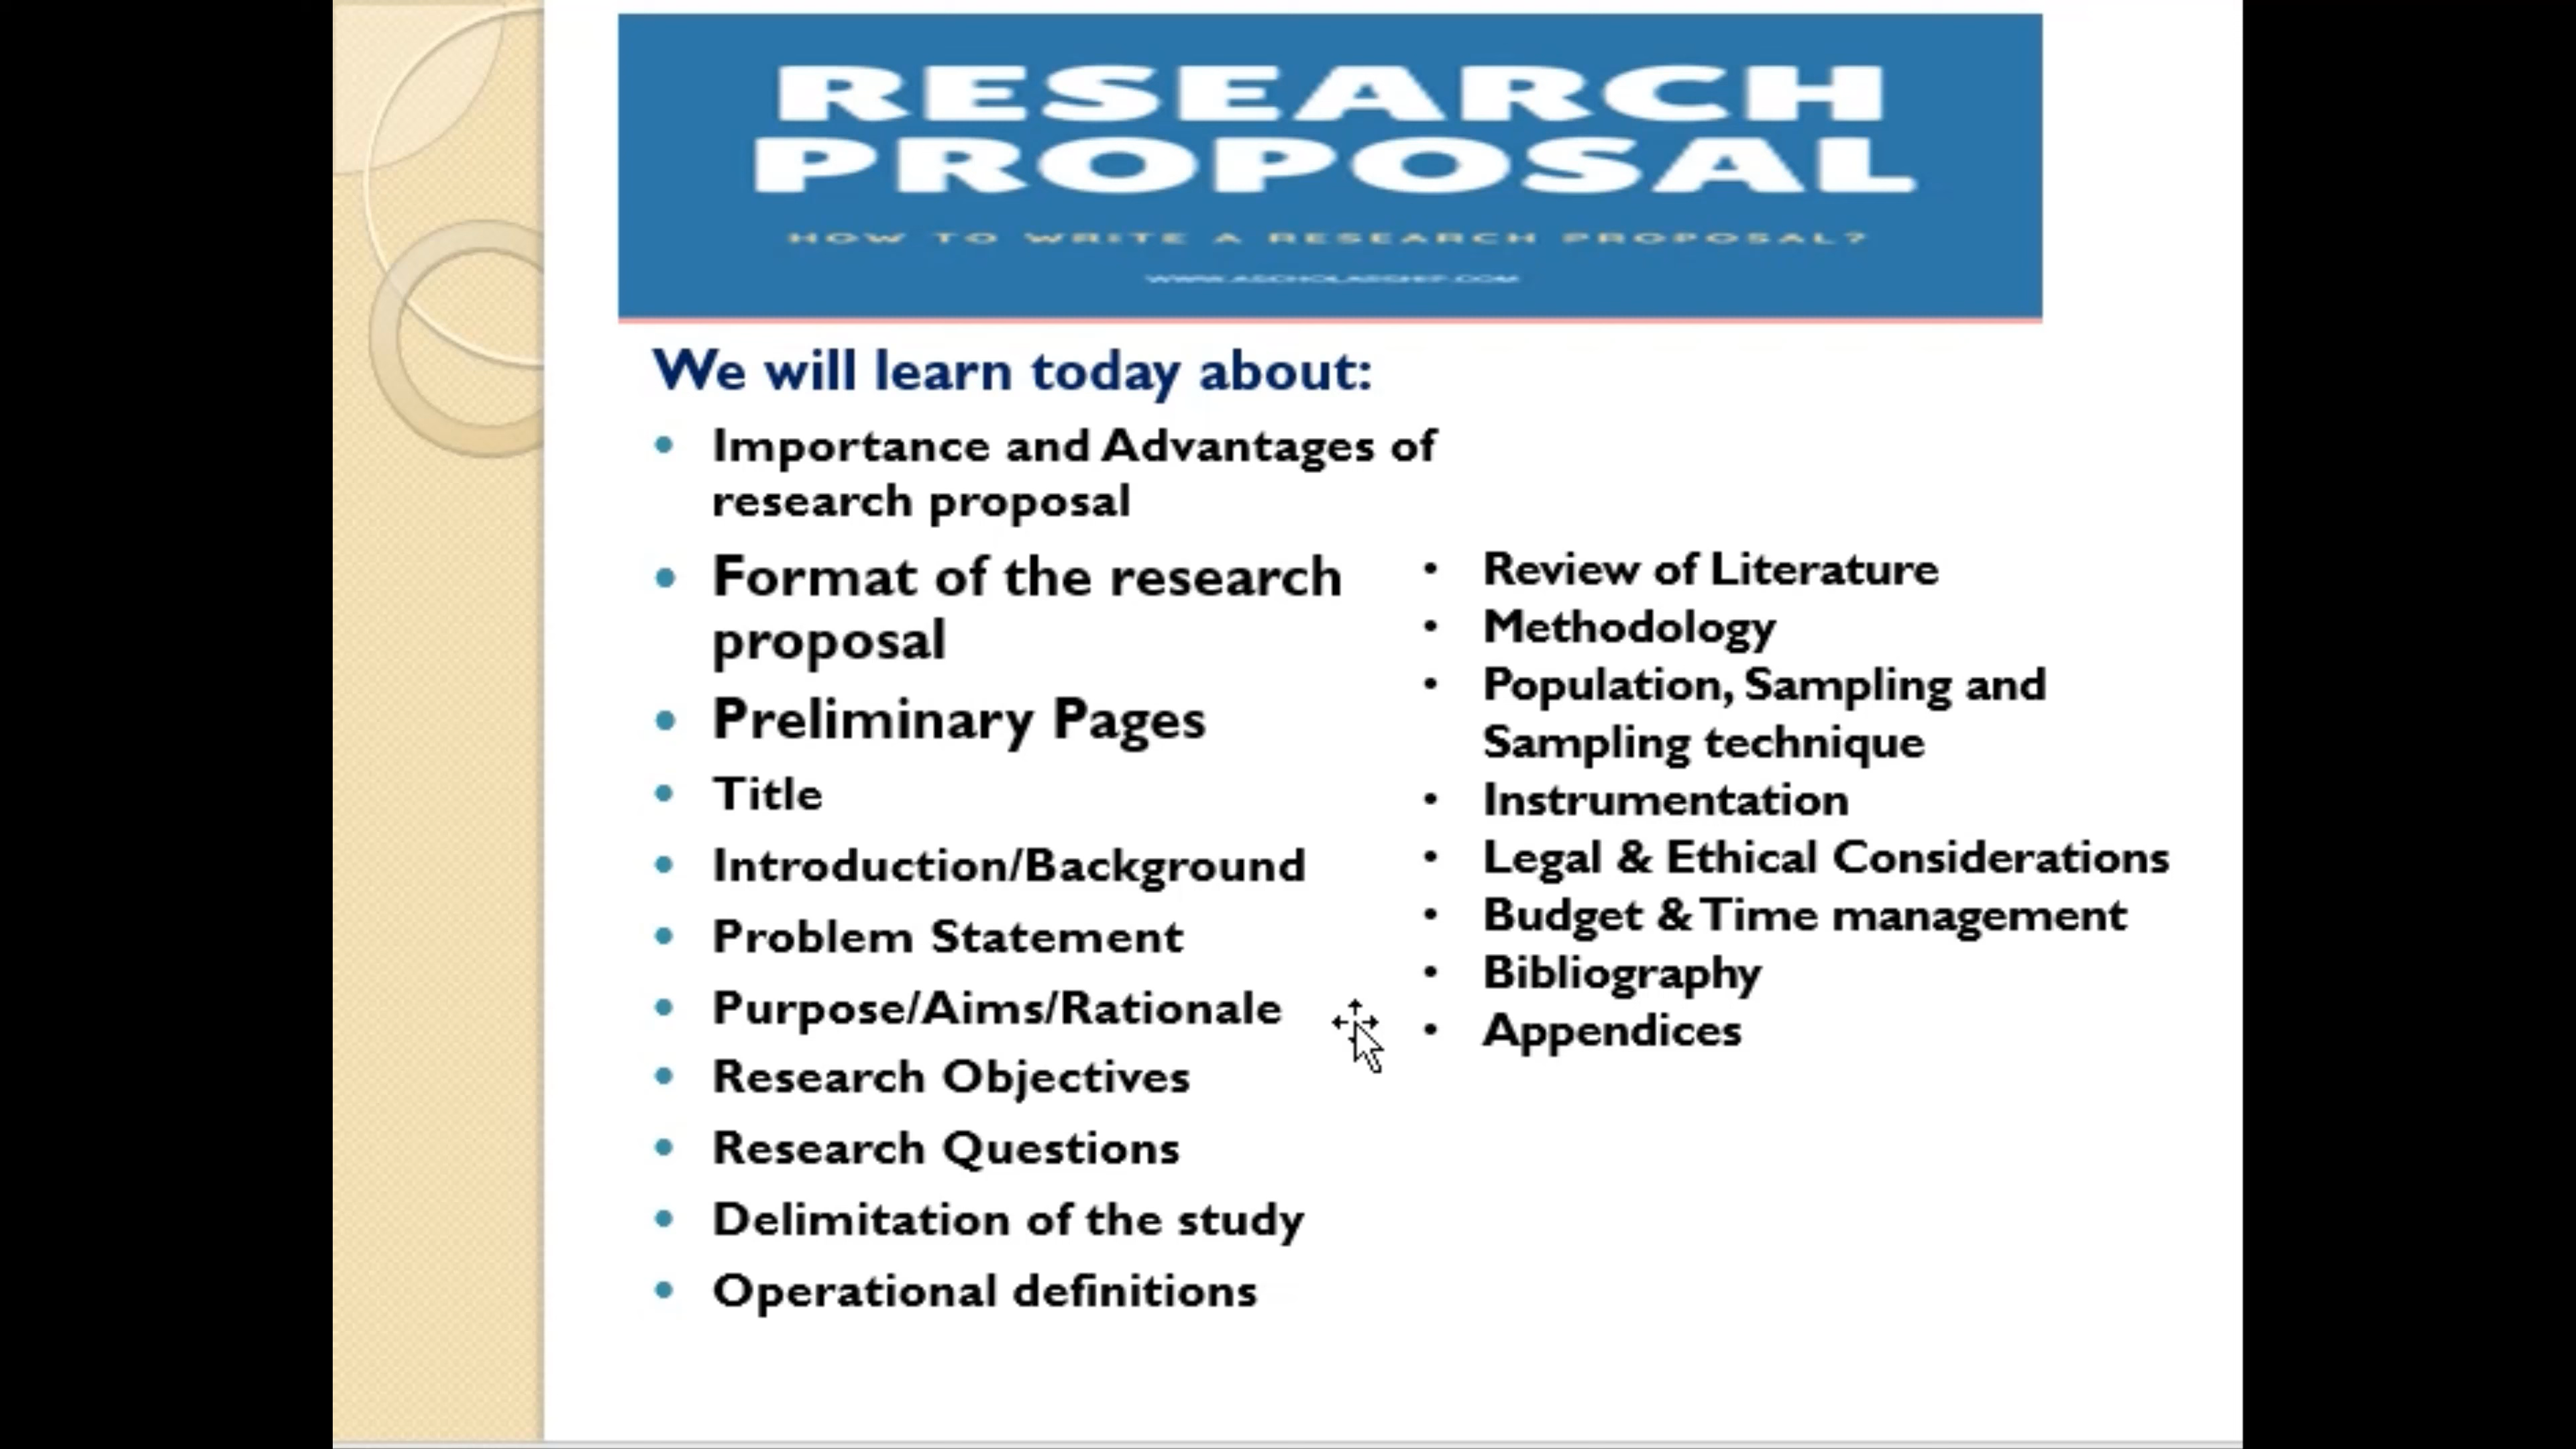 RESEARCH
PROPOSAL
HOW TO WRITE A RESEARCH PROPOSAL?
WWW.ASCHOLARSHIP.COM
We will learn today about:
• Importance and Advantages of
research proposal
• Format of the research
proposal
• Preliminary Pages
• Title
• Introduction/Background
• Problem Statement
• Purpose/Aims/Rationale
• Research Objectives
• Research Questions
• Delimitation of the study
• Operational definitions
• Review of Literature
• Methodology
• Population, Sampling and
Sampling technique
• Instrumentation
• Legal & Ethical Considerations
• Budget & Time management
• Bibliography
• Appendices